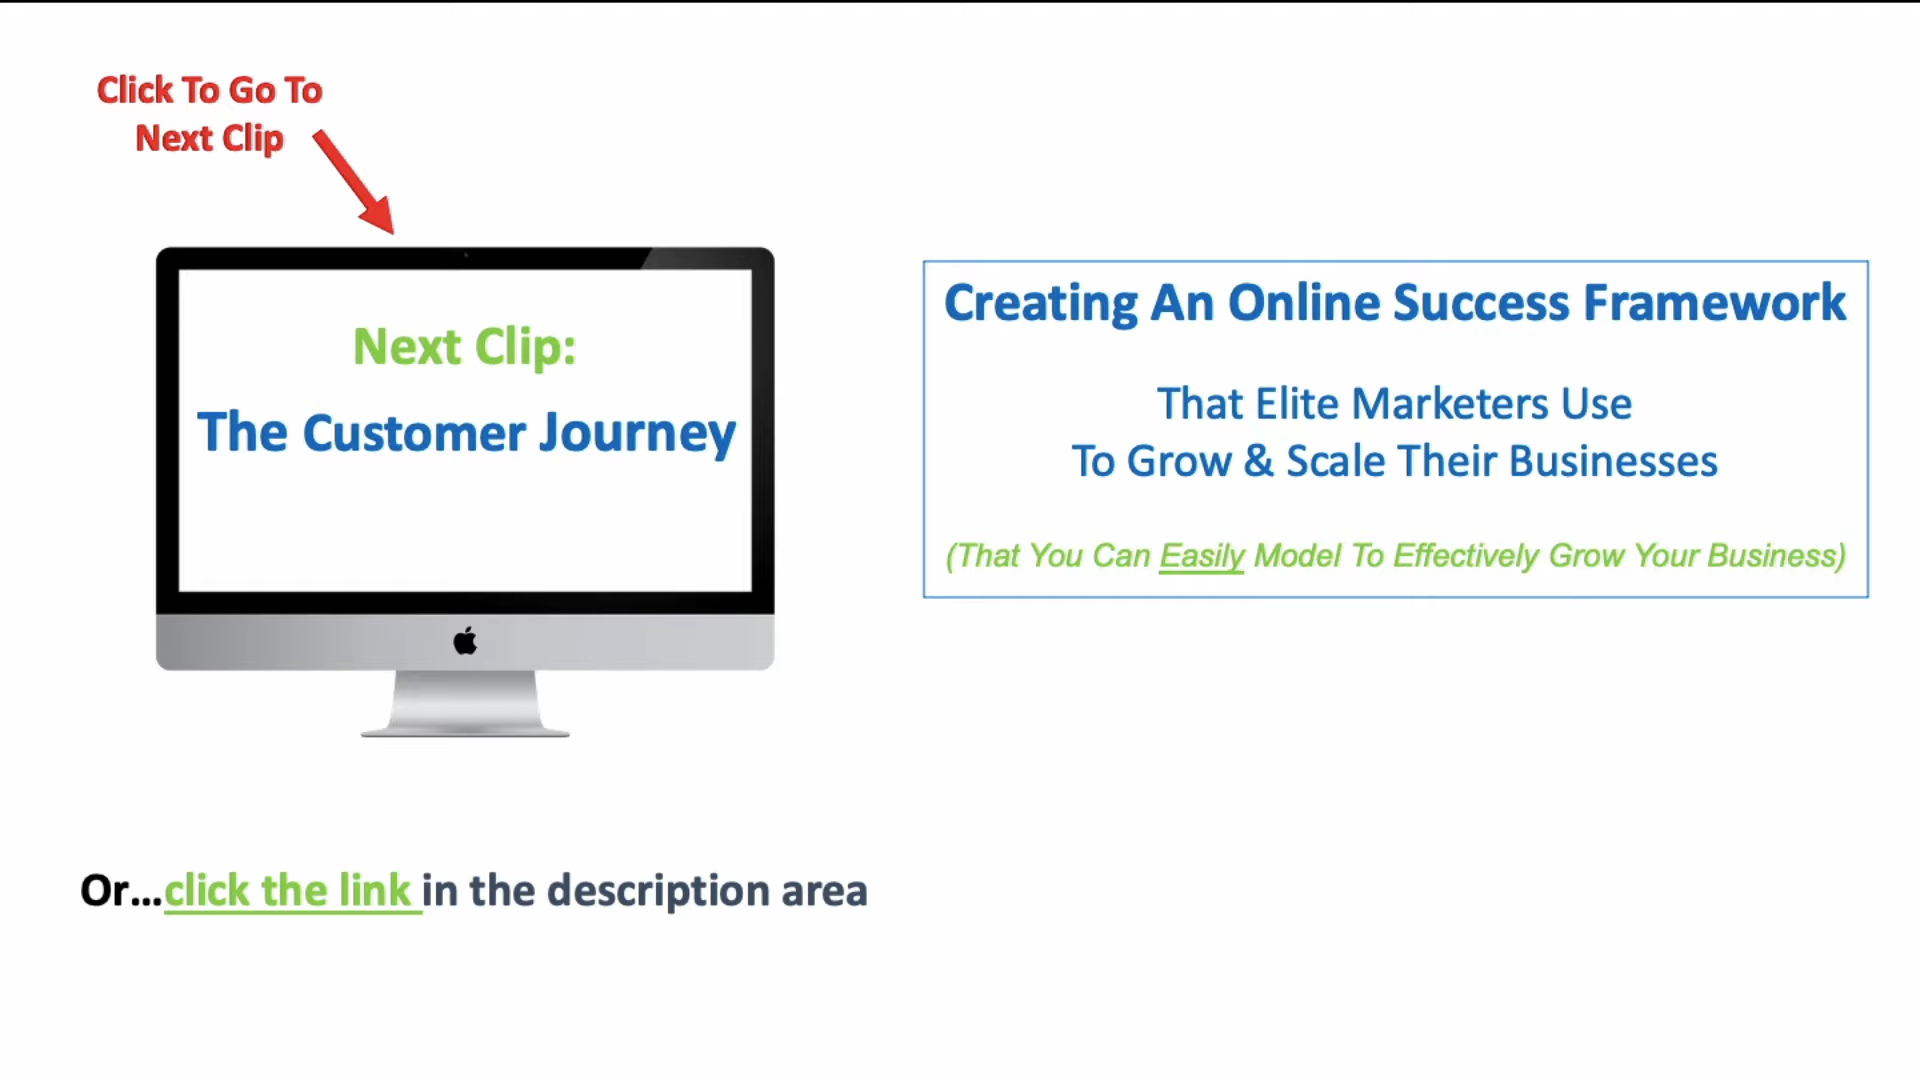 Click To Go To
Next Clip
Next Clip:
The Customer Journey
Creating An Online Success Framework
That Elite Marketers Use
To Grow & Scale Their Businesses
(That You Can Easily Model To Effectively Grow Your Business)
Or...click the link in the description area